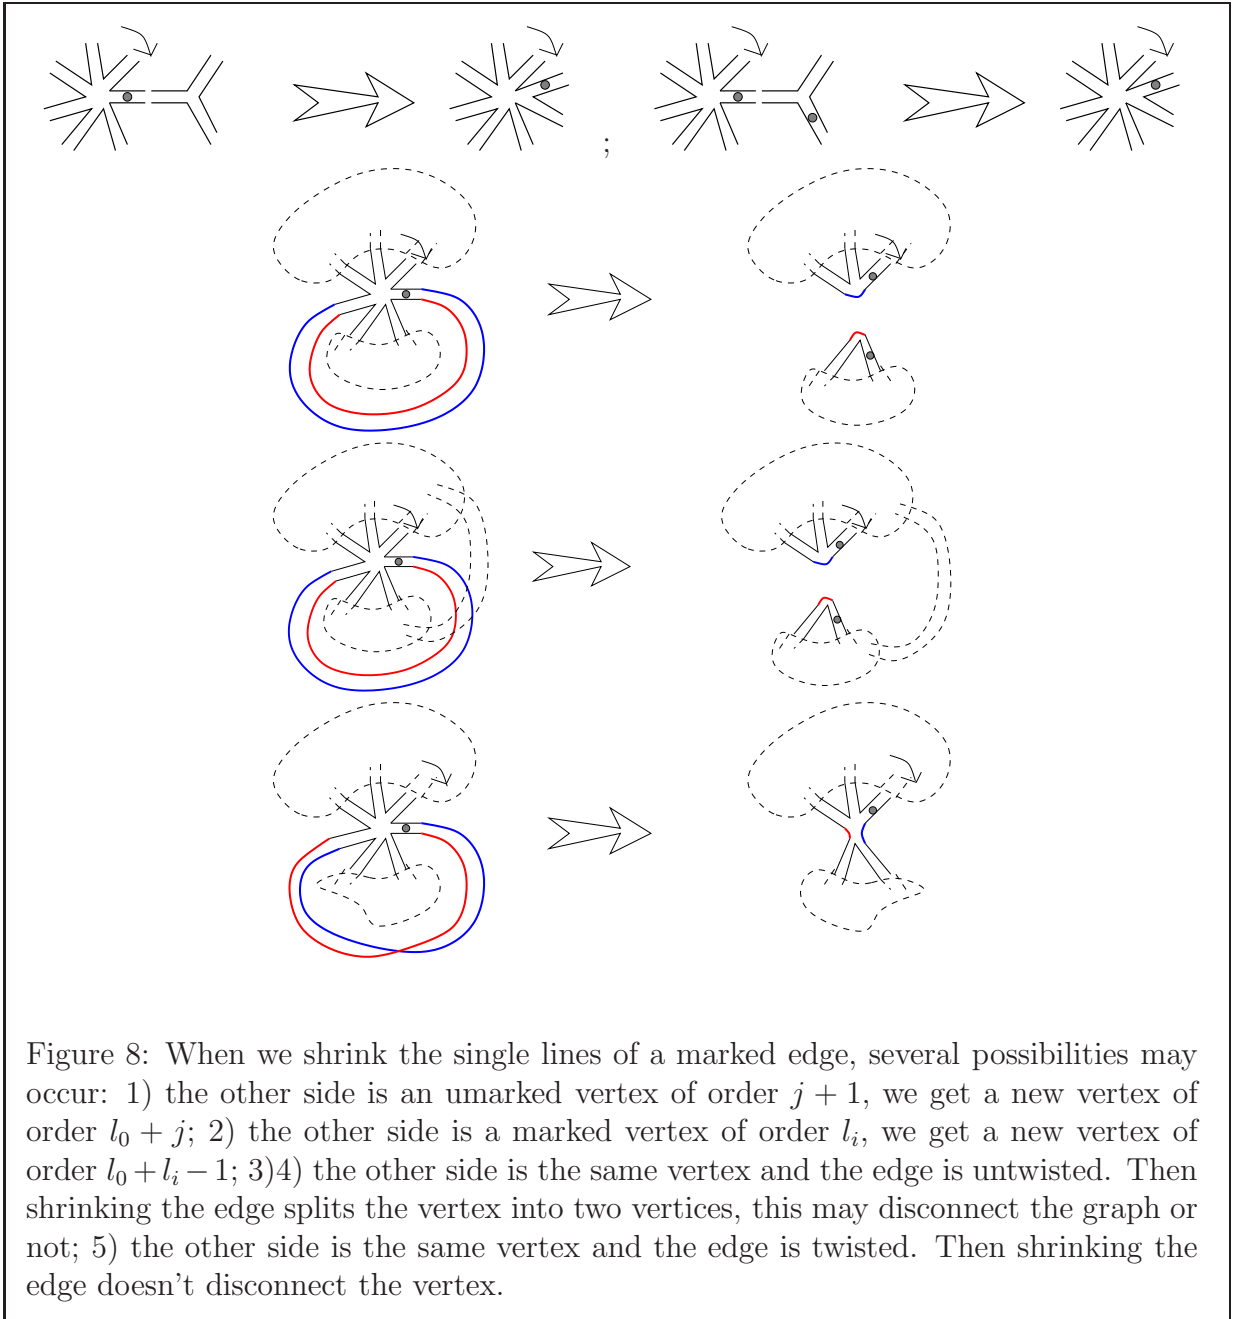 ;
Figure 8: When we shrink the single lines of a marked edge, several possibilities may
occur: 1) the other side is an umarked vertex of order j + 1, we get a new vertex of
order l₀ + j; 2) the other side is a marked vertex of order lᵢ, we get a new vertex of
order l₀ + lᵢ − 1; 3)4) the other side is the same vertex and the edge is untwisted. Then
shrinking the edge splits the vertex into two vertices, this may disconnect the graph or
not; 5) the other side is the same vertex and the edge is twisted. Then shrinking the
edge doesn't disconnect the vertex.